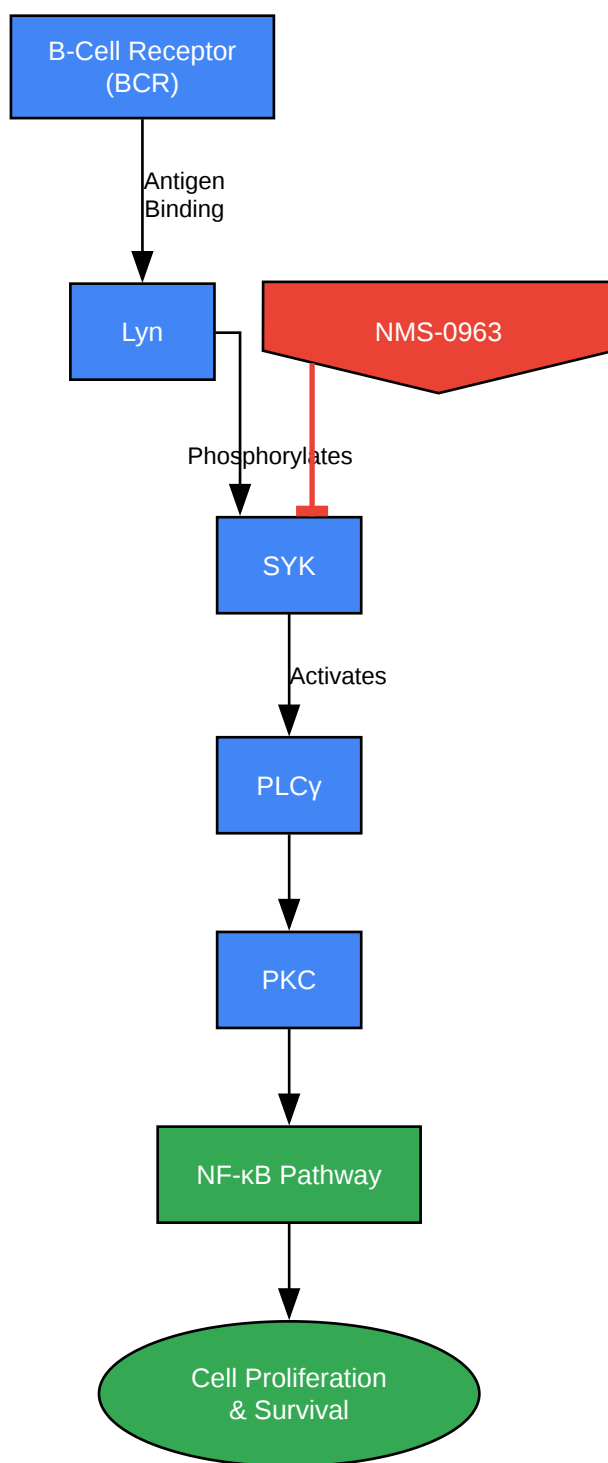 B-Cell Receptor
(BCR)
Antigen
Binding
Lyn
NMS-0963
Phosphorylates
SYK
Activates
PLCγ
PKC
NF-κB Pathway
Cell Proliferation
& Survival